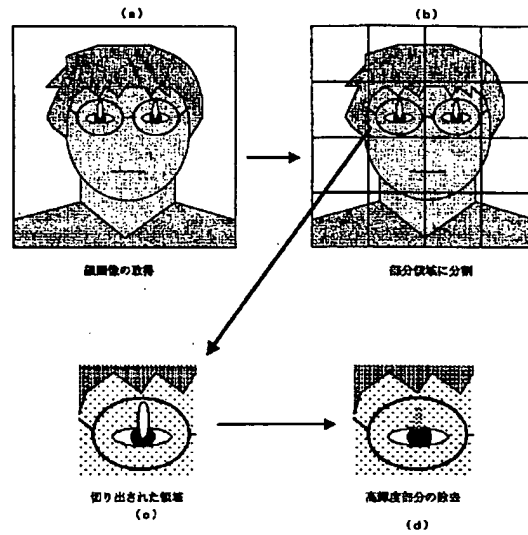 (a)
(b)
顔画像の取得
部分領域に分割
切り出された領域
(c)
高輝度部分の除去
(d)